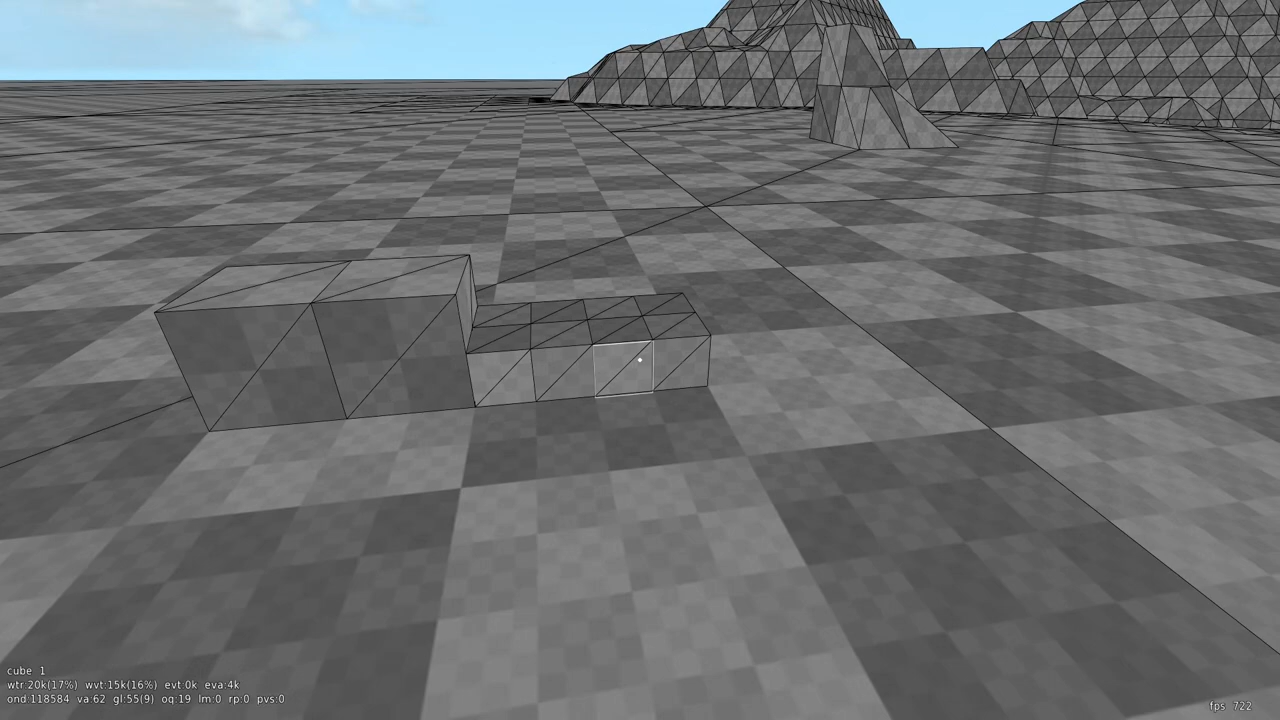 cube 1
wtr:20k(17%) wvt:15k(16%) evt:0k eva:4k
ond:118584 va:62 gl:55(9) oq:19 lm:0 rp:0 pvs:0
fps 722